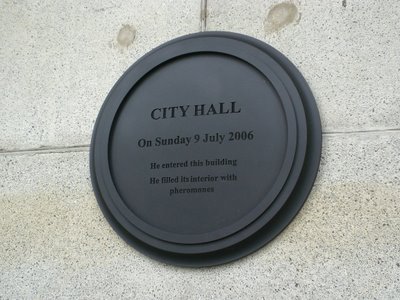 CITY HALL
On Sunday 9 July 2006
He entered this building
He filled its interior with
pheromones